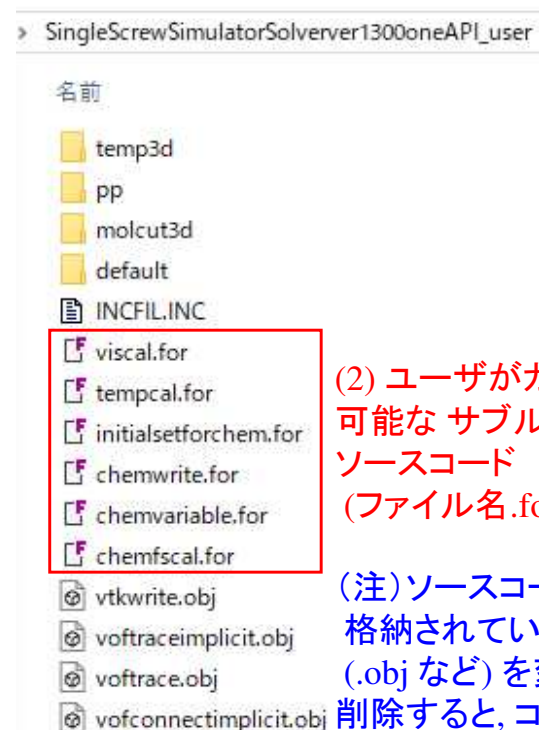 > SingleScrewSimulatorSolverver1300oneAPI_user
名前
temp3d
pp
molcut3d
default
INCFIL.INC
viscal.for
tempcal.for
initialsetforchem.for
chemwrite.for
chemvariable.for
chemfscal.for
vtkwrite.obj
voftraceimplicit.obj
voftrace.obj
vofconnectimplicit.obj
(2) ユーザが
可能な サブル
ソースコード
(ファイル名.fo
（注）ソースコー
格納されてい
(.obj など) を
削除すると, コ